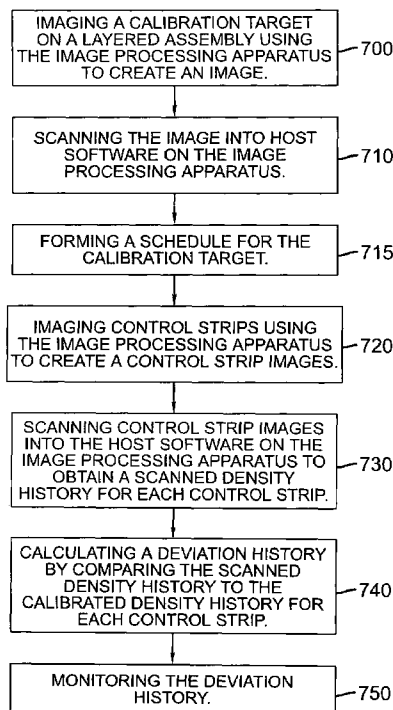 IMAGING A CALIBRATION TARGET
ON A LAYERED ASSEMBLY USING
THE IMAGE PROCESSING APPARATUS
TO CREATE AN IMAGE.
700
SCANNING THE IMAGE INTO HOST
SOFTWARE ON THE IMAGE
PROCESSING APPARATUS.
710
FORMING A SCHEDULE FOR THE
CALIBRATION TARGET.
715
IMAGING CONTROL STRIPS USING
THE IMAGE PROCESSING APPARATUS
TO CREATE A CONTROL STRIP IMAGES.
720
SCANNING CONTROL STRIP IMAGES
INTO THE HOST SOFTWARE ON THE
IMAGE PROCESSING APPARATUS TO
OBTAIN A SCANNED DENSITY
HISTORY FOR EACH CONTROL STRIP.
730
CALCULATING A DEVIATION HISTORY
BY COMPARING THE SCANNED
DENSITY HISTORY TO THE
CALIBRATED DENSITY HISTORY FOR
EACH CONTROL STRIP.
740
MONITORING THE DEVIATION
HISTORY.
750